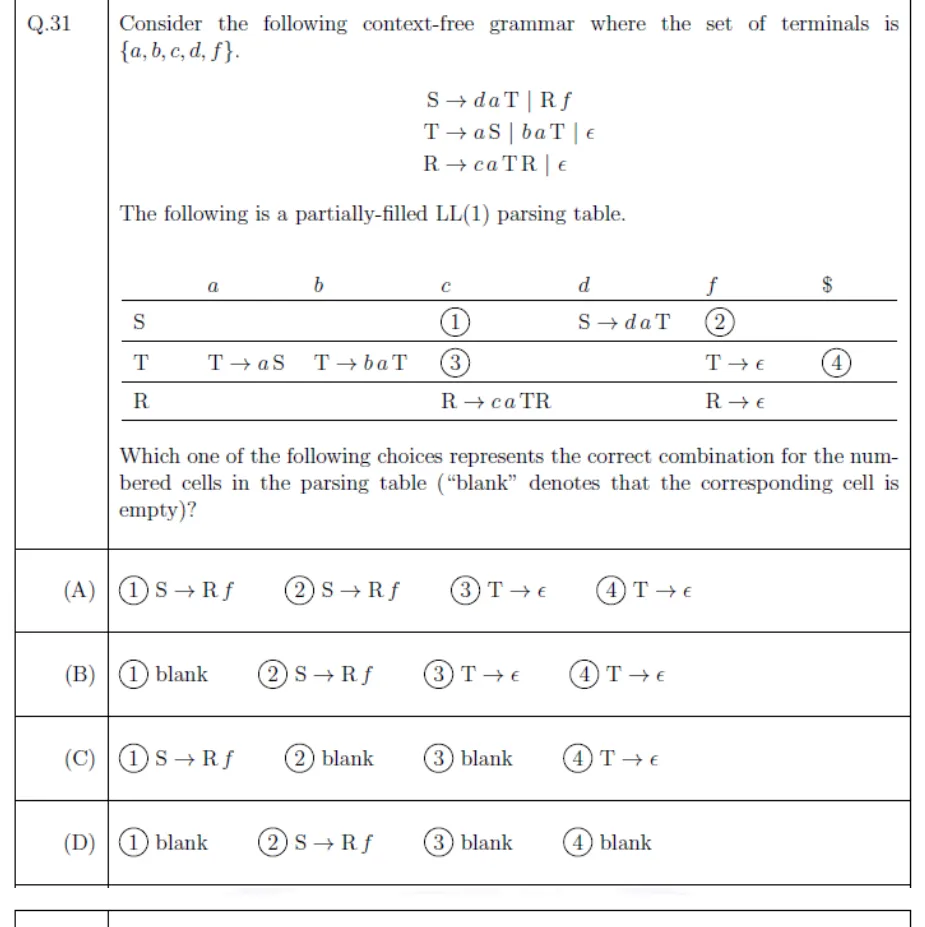 Q.31 Consider the following context-free grammar where the set of terminals is
{a, b, c, d, f}.
S → d a T | R f
T → a S | b a T | ϵ
R → c a T R | ϵ
The following is a partially-filled LL(1) parsing table.
a b c d f $
S ① S → d a T ②
T T → a S T → b a T ③ T → ϵ ④
R R → c a T R R → ϵ
Which one of the following choices represents the correct combination for the num-
bered cells in the parsing table (“blank” denotes that the corresponding cell is
empty)?
(A) ① S → R f ② S → R f ③ T → ϵ ④ T → ϵ
(B) ① blank ② S → R f ③ T → ϵ ④ T → ϵ
(C) ① S → R f ② blank ③ blank ④ T → ϵ
(D) ① blank ② S → R f ③ blank ④ blank